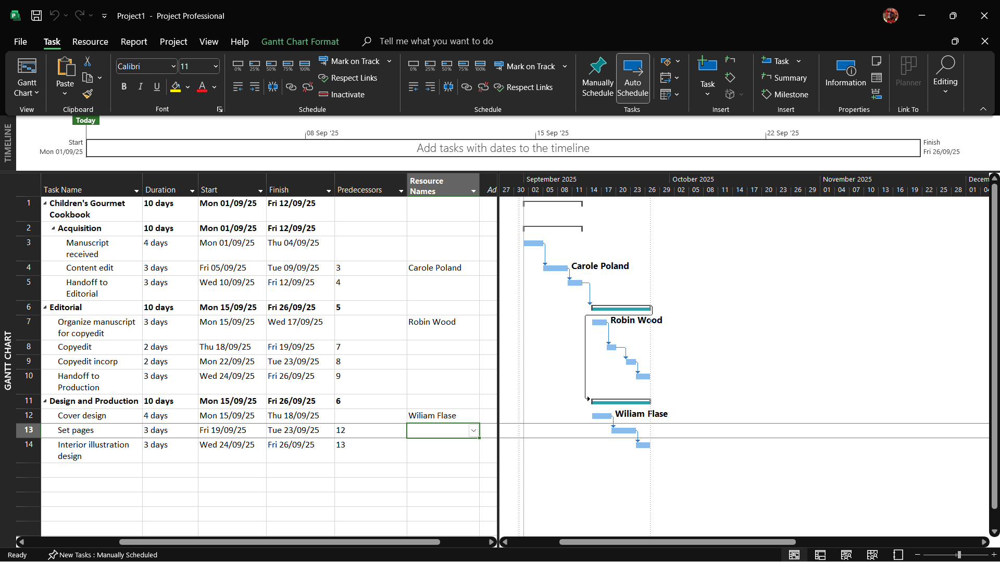 Project1 - Project Professional
File Task Resource Report Project View Help Gantt Chart Format Tell me what you want to do
Gantt Chart
View
Paste
Clipboard
Calibri 11
B I U A
Font
0% 25% 50% 75% 100%
Mark on Track
Respect Links
Inactivate
Schedule
0% 25% 50% 75% 100%
Mark on Track
Respect Links
Schedule
Manually Schedule
Auto Schedule
Tasks
Task
Insert
Task
Summary
Milestone
Insert
Information
Properties
Planner
Link To
Editing
TIMELINE
Today
08 Sep '25 15 Sep '25 22 Sep '25
Start
Mon 01/09/25
Add tasks with dates to the timeline
Finish
Fri 26/09/25
GANTT CHART
Task Name Duration Start Finish Predecessors Resource Names Ad
1 Children's Gourmet Cookbook 10 days Mon 01/09/25 Fri 12/09/25
2 Acquisition 10 days Mon 01/09/25 Fri 12/09/25
3 Manuscript received 4 days Mon 01/09/25 Thu 04/09/25
4 Content edit 3 days Fri 05/09/25 Tue 09/09/25 3 Carole Poland
5 Handoff to Editorial 3 days Wed 10/09/25 Fri 12/09/25 4
6 Editorial 10 days Mon 15/09/25 Fri 26/09/25 5
7 Organize manuscript for copyedit 3 days Mon 15/09/25 Wed 17/09/25 Robin Wood
8 Copyedit 2 days Thu 18/09/25 Fri 19/09/25 7
9 Copyedit incorp 2 days Mon 22/09/25 Tue 23/09/25 8
10 Handoff to Production 3 days Wed 24/09/25 Fri 26/09/25 9
11 Design and Production 10 days Mon 15/09/25 Fri 26/09/25 6
12 Cover design 4 days Mon 15/09/25 Thu 18/09/25 Wiliam Flase
13 Set pages 3 days Fri 19/09/25 Tue 23/09/25 12
14 Interior illustration design 3 days Wed 24/09/25 Fri 26/09/25 13
September 2025 October 2025 November 2025 Decem
27 30 02 05 08 11 14 17 20 23 26 29 02 05 08 11 14 17 20 23 26 29 01 04 07 10 13 16 19 22 25 28 01 04
Carole Poland
Robin Wood
Wiliam Flase
Ready New Tasks : Manually Scheduled